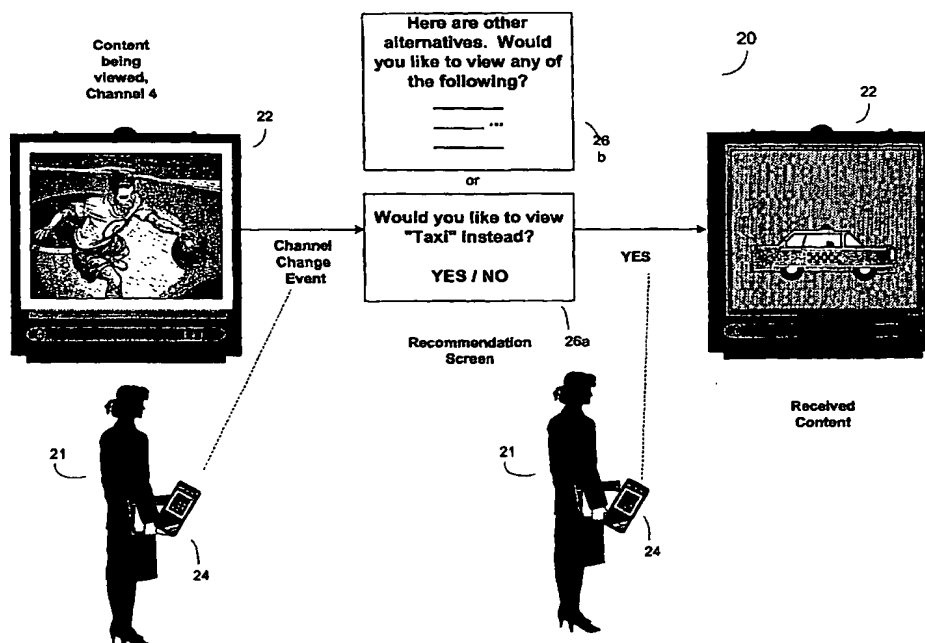 Content
being
viewed,
Channel 4
22
Here are other
alternatives. Would
you like to view any
of the following?
...
26
b
or
Would you like to view
"Taxi" Instead?
YES / NO
26a
Channel
Change
Event
Recommendation
Screen
YES
20
22
Received
Content
21
24
21
24